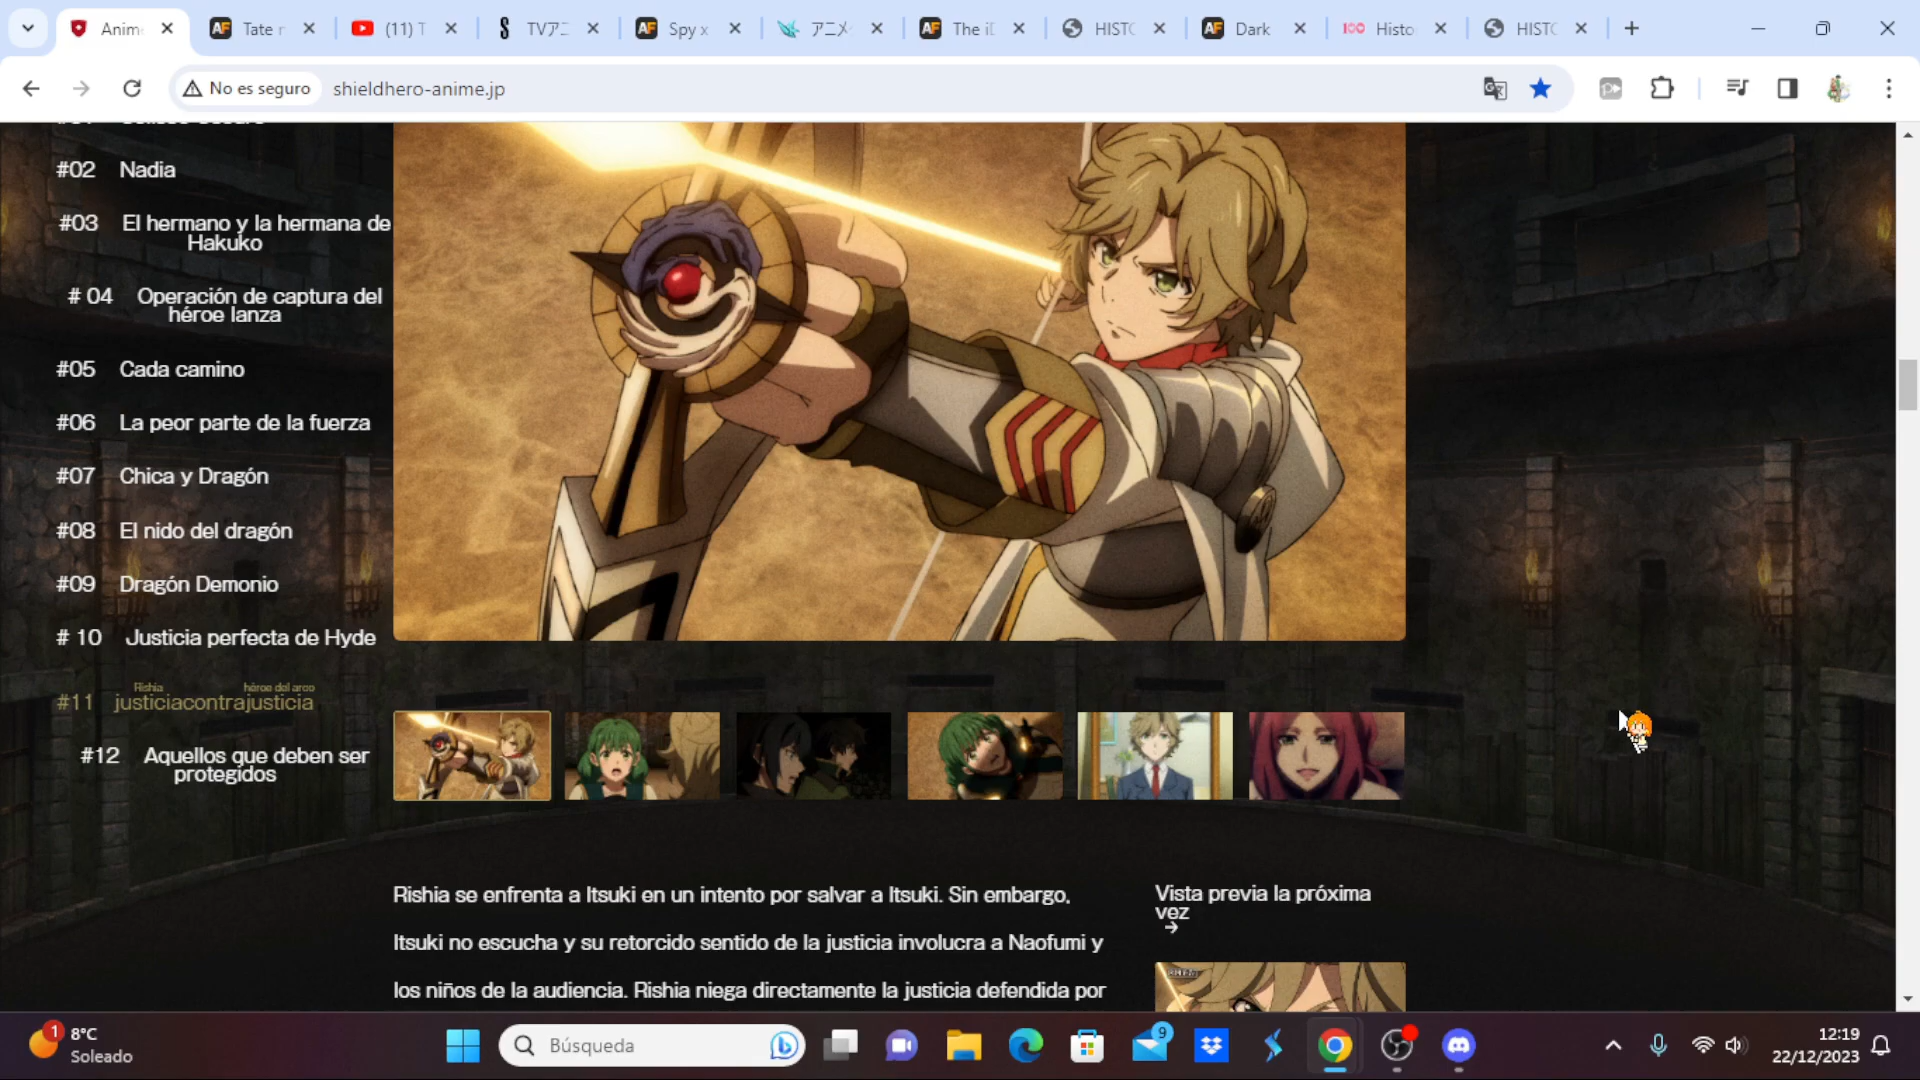 Anim
Tate r
(11) T
TVアニ
Spy x
アニメ
The iD
HISTO
Dark
Histo
HISTO
No es seguro
shieldhero-anime.jp
#02 Nadia
#03 El hermano y la hermana de
Hakuko
# 04 Operación de captura del
héroe lanza
#05 Cada camino
#06 La peor parte de la fuerza
#07 Chica y Dragón
#08 El nido del dragón
#09 Dragón Demonio
# 10 Justicia perfecta de Hyde
Rishia héroe del arco
#11 justiciacontrajusticia
#12 Aquellos que deben ser
protegidos
Rishia se enfrenta a Itsuki en un intento por salvar a Itsuki. Sin embargo,
Itsuki no escucha y su retorcido sentido de la justicia involucra a Naofumi y
los niños de la audiencia. Rishia niega directamente la justicia defendida por
Vista previa la próxima
vez
→
1
8°C
Soleado
Búsqueda
9
12:19
22/12/2023